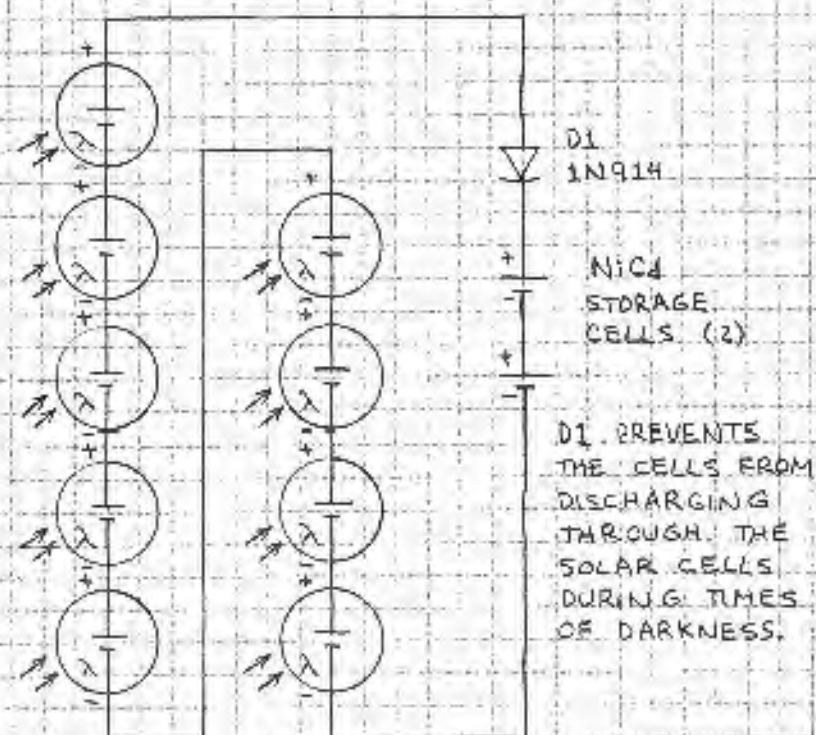 D1
1N914
NiCd
STORAGE
CELLS (2)
D1 PREVENTS
THE CELLS FROM
DISCHARGING
THROUGH THE
SOLAR CELLS
DURING TIMES
OF DARKNESS.
+
λ
-
+
λ
-
+
λ
-
+
λ
-
+
λ
-
+
λ
-
+
λ
-
+
λ
-
+
λ
-
+
-
+
-